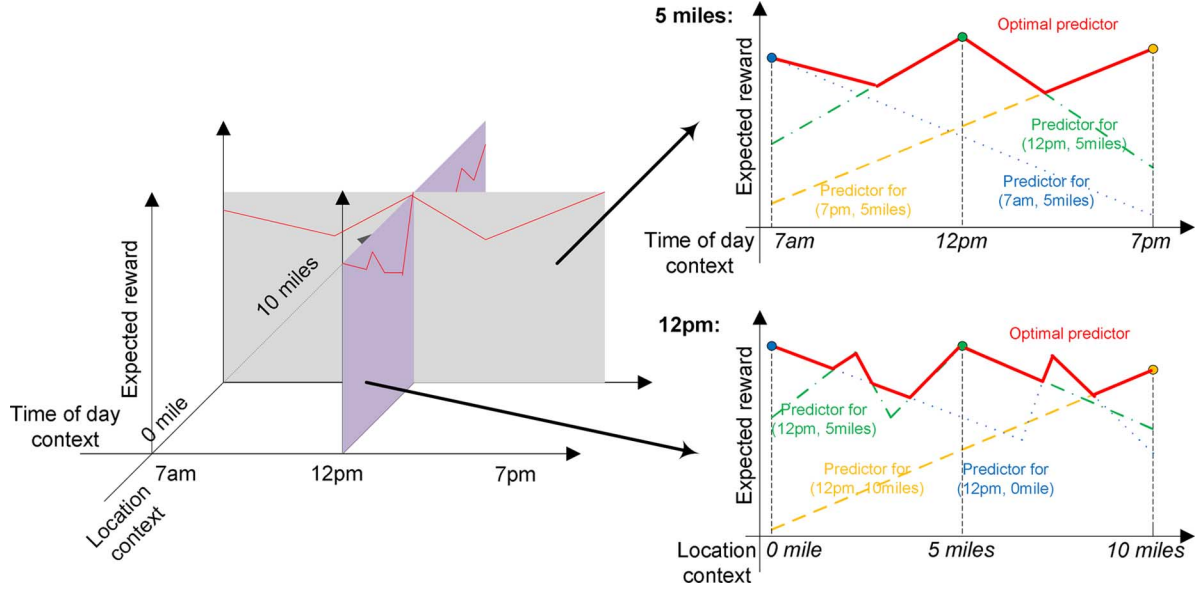 Expected reward
10 miles
0 mile
Time of day
context
7am
12pm
7pm
Location
context
5 miles:
Optimal predictor
Expected reward
Predictor for
(12pm, 5miles)
Predictor for
(7pm, 5miles)
Predictor for
(7am, 5miles)
Time of day
context
7am
12pm
7pm
12pm:
Optimal predictor
Expected reward
Predictor for
(12pm, 5miles)
Predictor for
(12pm, 10miles)
Predictor for
(12pm, 0mile)
Location
context
0 mile
5 miles
10 miles